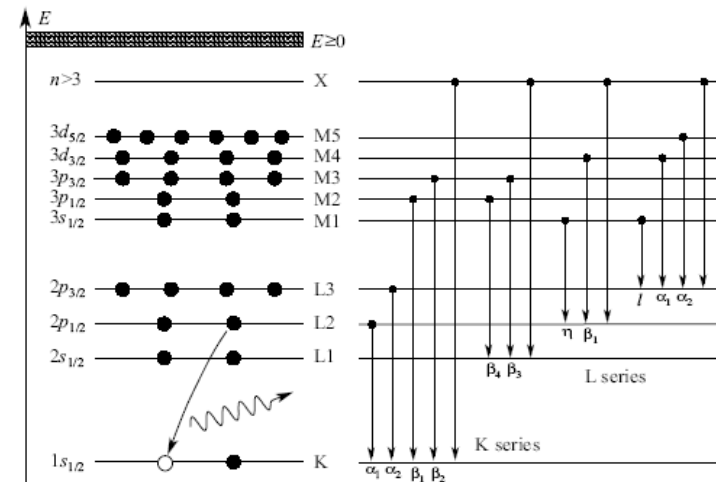 E
E≥0
n>3 X
3d5/2 M5
3d3/2 M4
3p3/2 M3
3p1/2 M2
3s1/2 M1
2p3/2 L3
l α1 α2
2p1/2 L2
η β1
2s1/2 L1
β4 β3
L series
K series
1s1/2 K
α1 α2 β1 β2